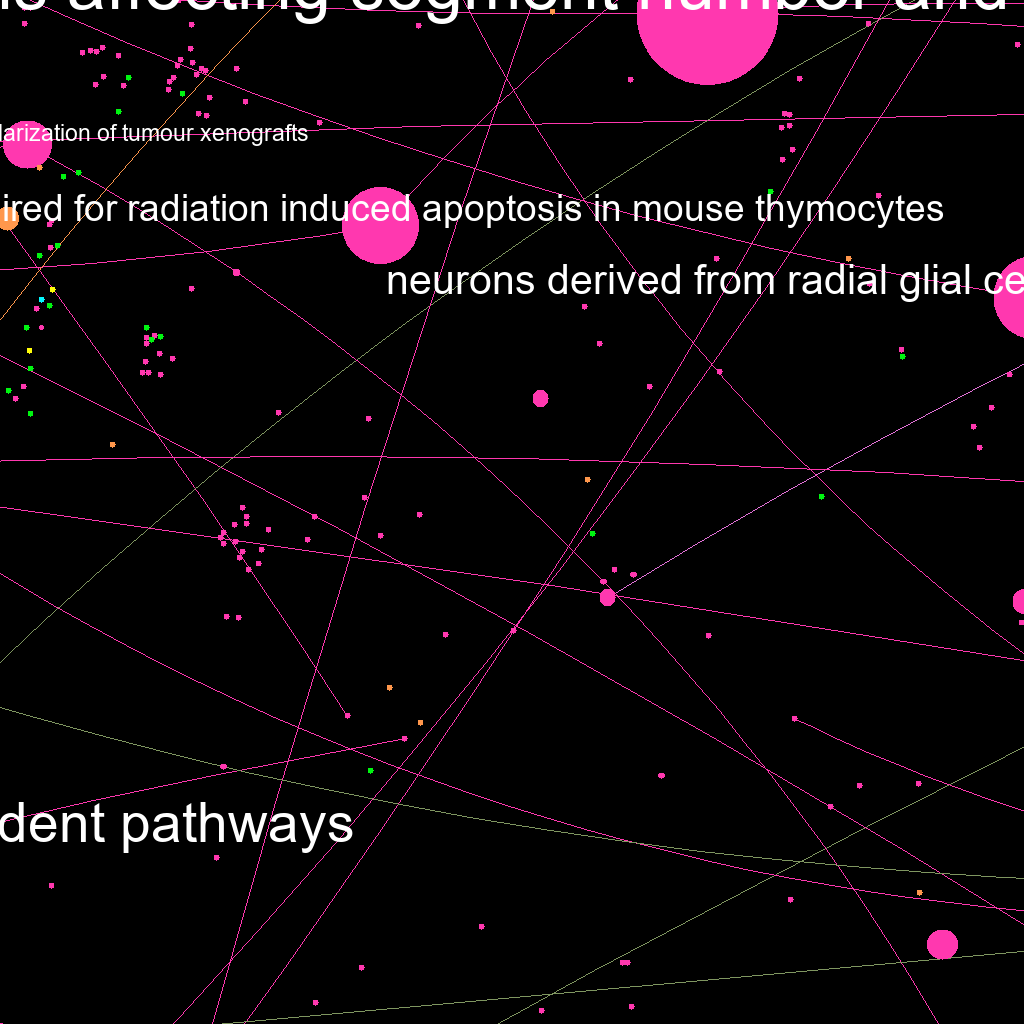 affecting segment number and
larization of tumour xenografts
ired for radiation induced apoptosis in mouse thymocytes
neurons derived from radial glial ce
dent pathways